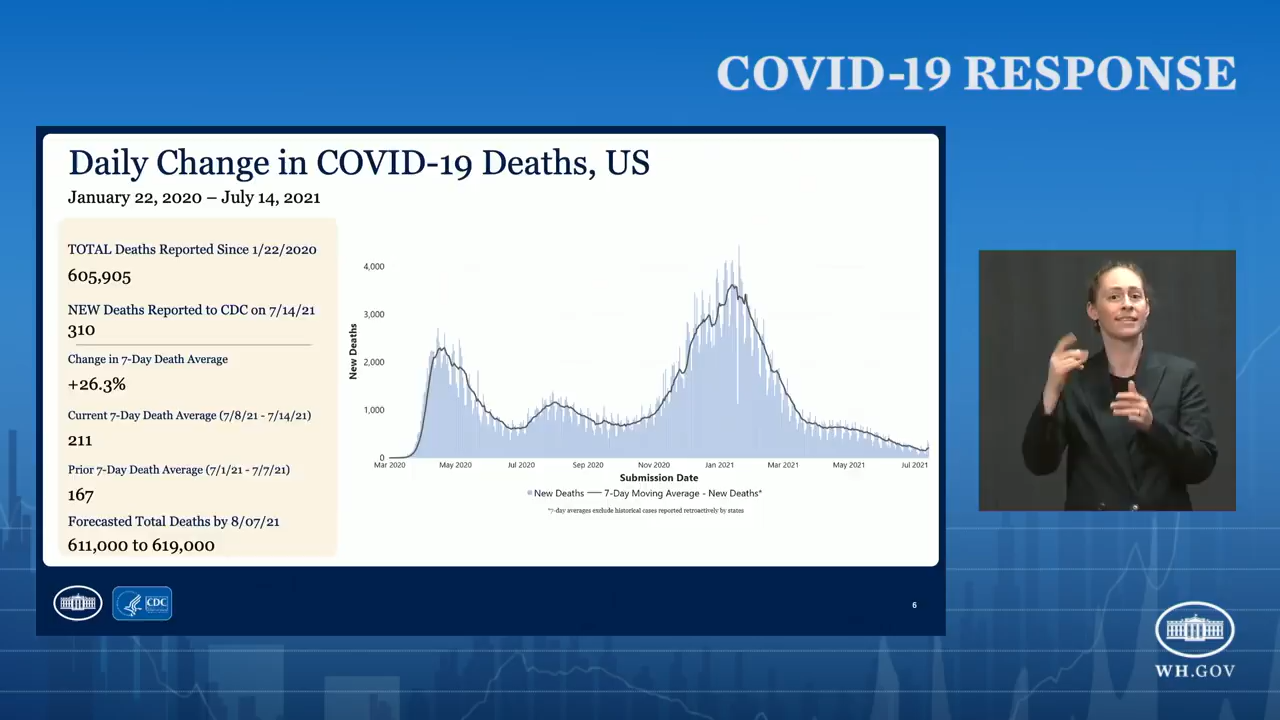 COVID-19 RESPONSE
Daily Change in COVID-19 Deaths, US
January 22, 2020 – July 14, 2021
TOTAL Deaths Reported Since 1/22/2020
605,905
NEW Deaths Reported to CDC on 7/14/21
310
Change in 7-Day Death Average
+26.3%
Current 7-Day Death Average (7/8/21 - 7/14/21)
211
Prior 7-Day Death Average (7/1/21 - 7/7/21)
167
Forecasted Total Deaths by 8/07/21
611,000 to 619,000
New Deaths
4,000
3,000
2,000
1,000
0
Mar 2020 May 2020 Jul 2020 Sep 2020 Nov 2020 Jan 2021 Mar 2021 May 2021 Jul 2021
Submission Date
New Deaths 7-Day Moving Average - New Deaths*
*7-day averages exclude historical cases reported retroactively by states
CDC
6
WH.GOV